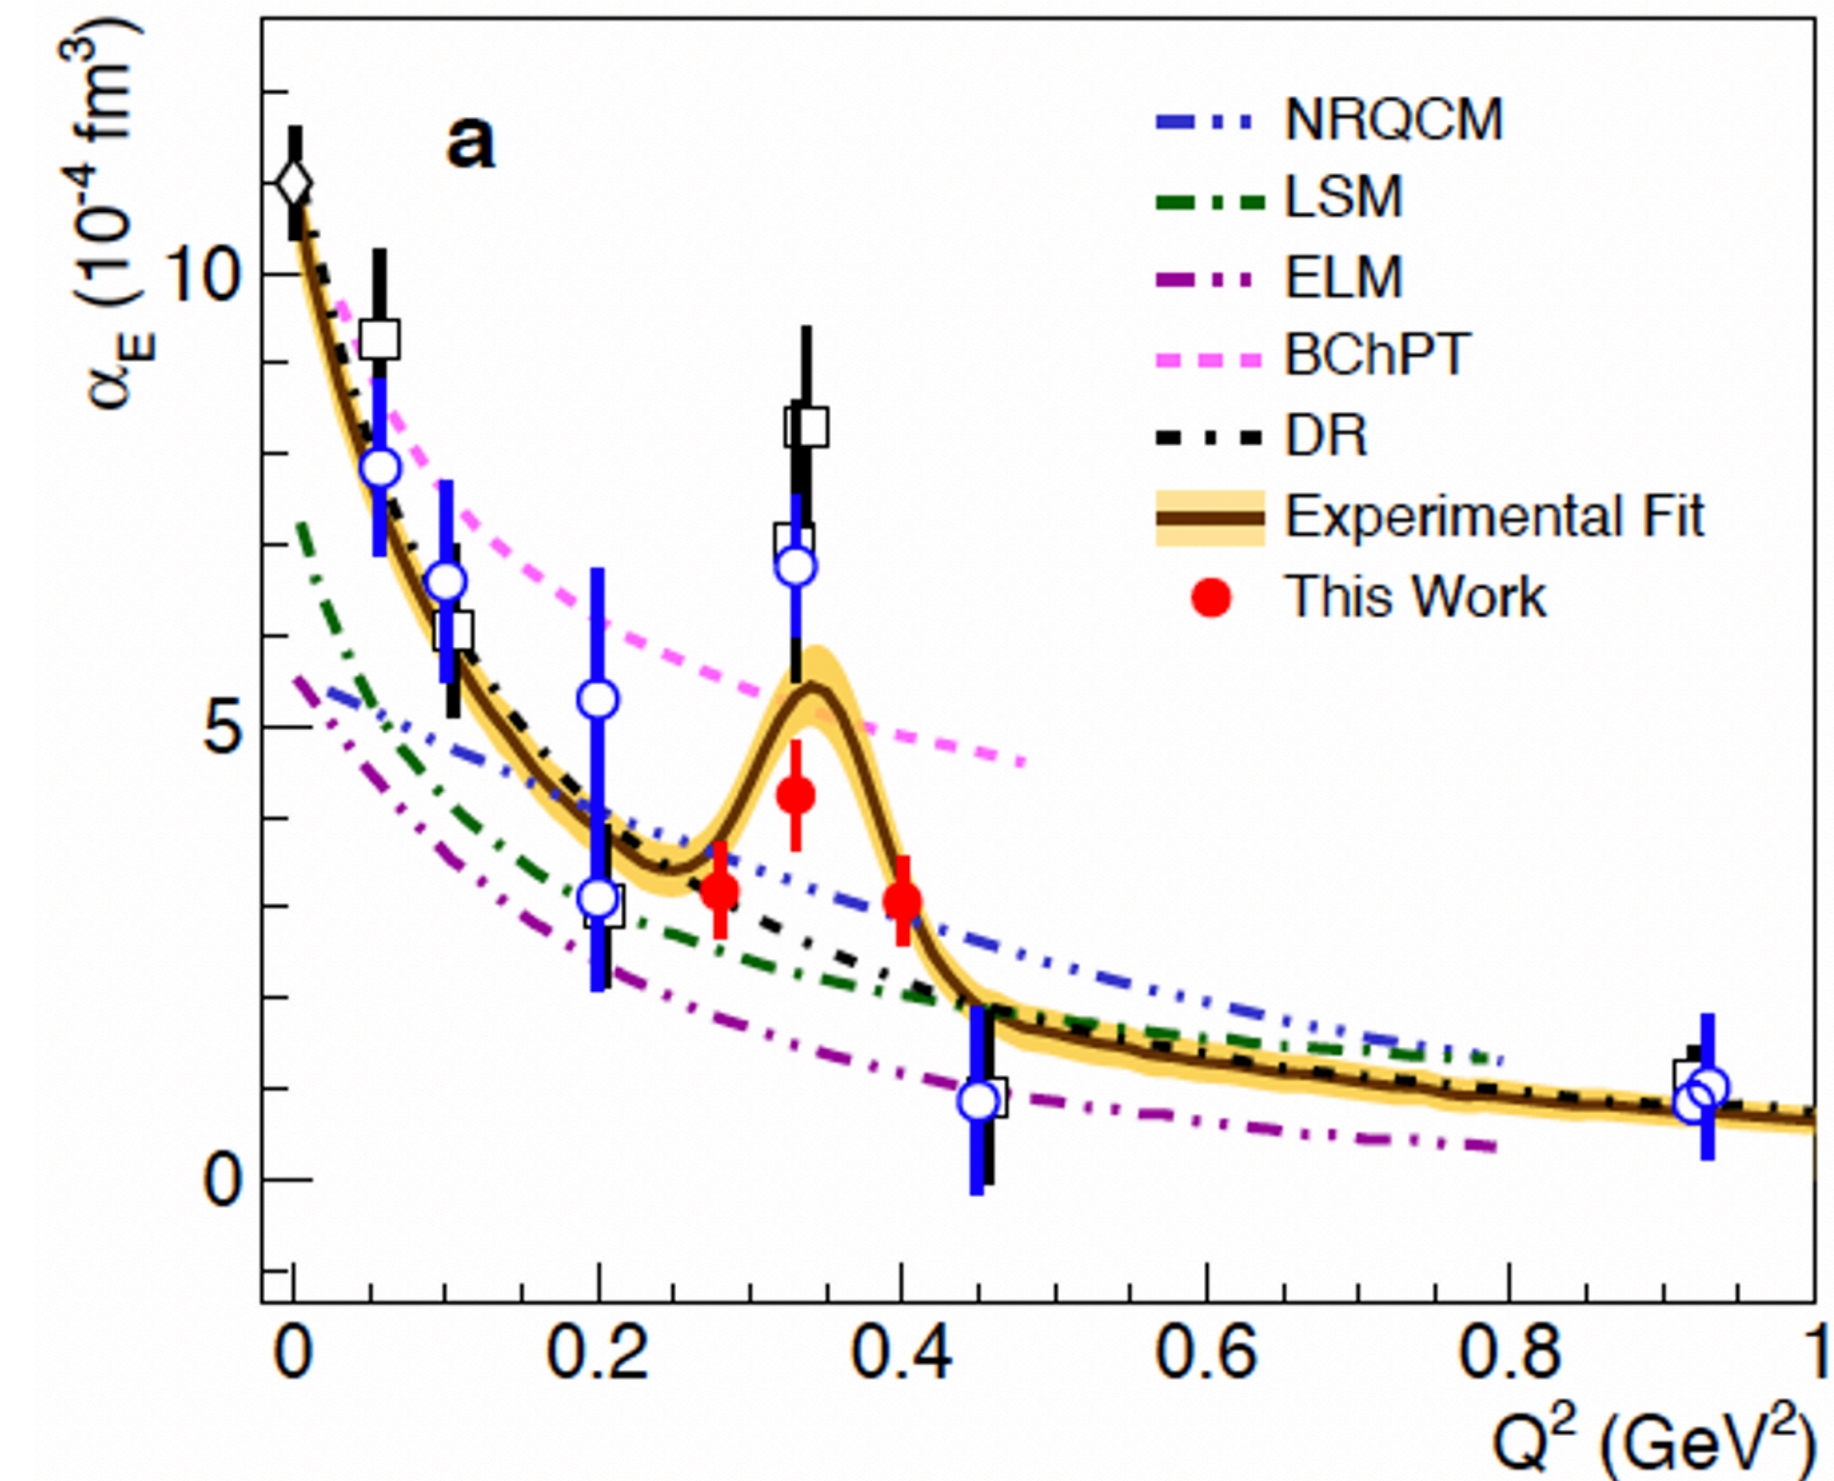 α_E (10⁻⁴ fm³)
a
NRQCM
LSM
ELM
BChPT
DR
Experimental Fit
This Work
10
5
0
0 0.2 0.4 0.6 0.8 1
Q² (GeV²)